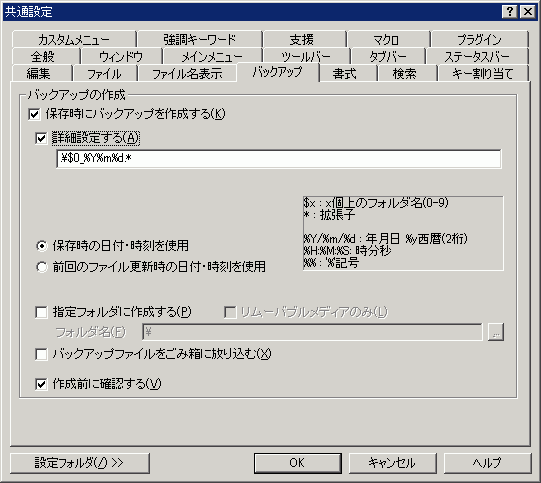 共通設定
カスタムメニュー 強調キーワード 支援 マクロ プラグイン
全般 ウィンドウ メインメニュー ツールバー タブバー ステータスバー
編集 ファイル ファイル名表示 バックアップ 書式 検索 キー割り当て
バックアップの作成
保存時にバックアップを作成する(K)
詳細設定する(A)
.\$0_%Y%m%d.*
$x : x個上のフォルダ名(0-9)
* : 拡張子
%Y/%m/%d : 年月日 %y西暦(2桁)
%H:%M:%S: 時分秒
%% : '%'記号
保存時の日付・時刻を使用
前回のファイル更新時の日付・時刻を使用
指定フォルダに作成する(P) リムーバブルメディアのみ(L)
フォルダ名(F) \ ...
バックアップファイルをごみ箱に放り込む(X)
作成前に確認する(V)
設定フォルダ(/) >> OK キャンセル ヘルプ